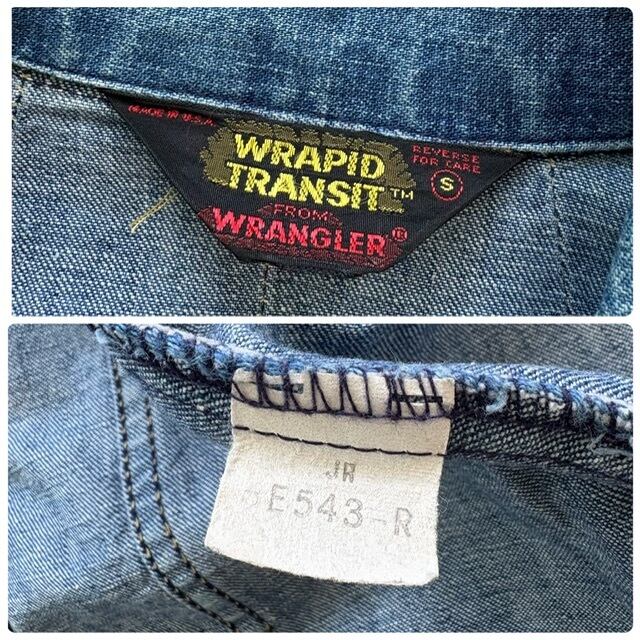 MADE IN U.S.A.
WRAPID
TRANSIT™
FROM
WRANGLER®
REVERSE
FOR CARE
S
JR
E543-R